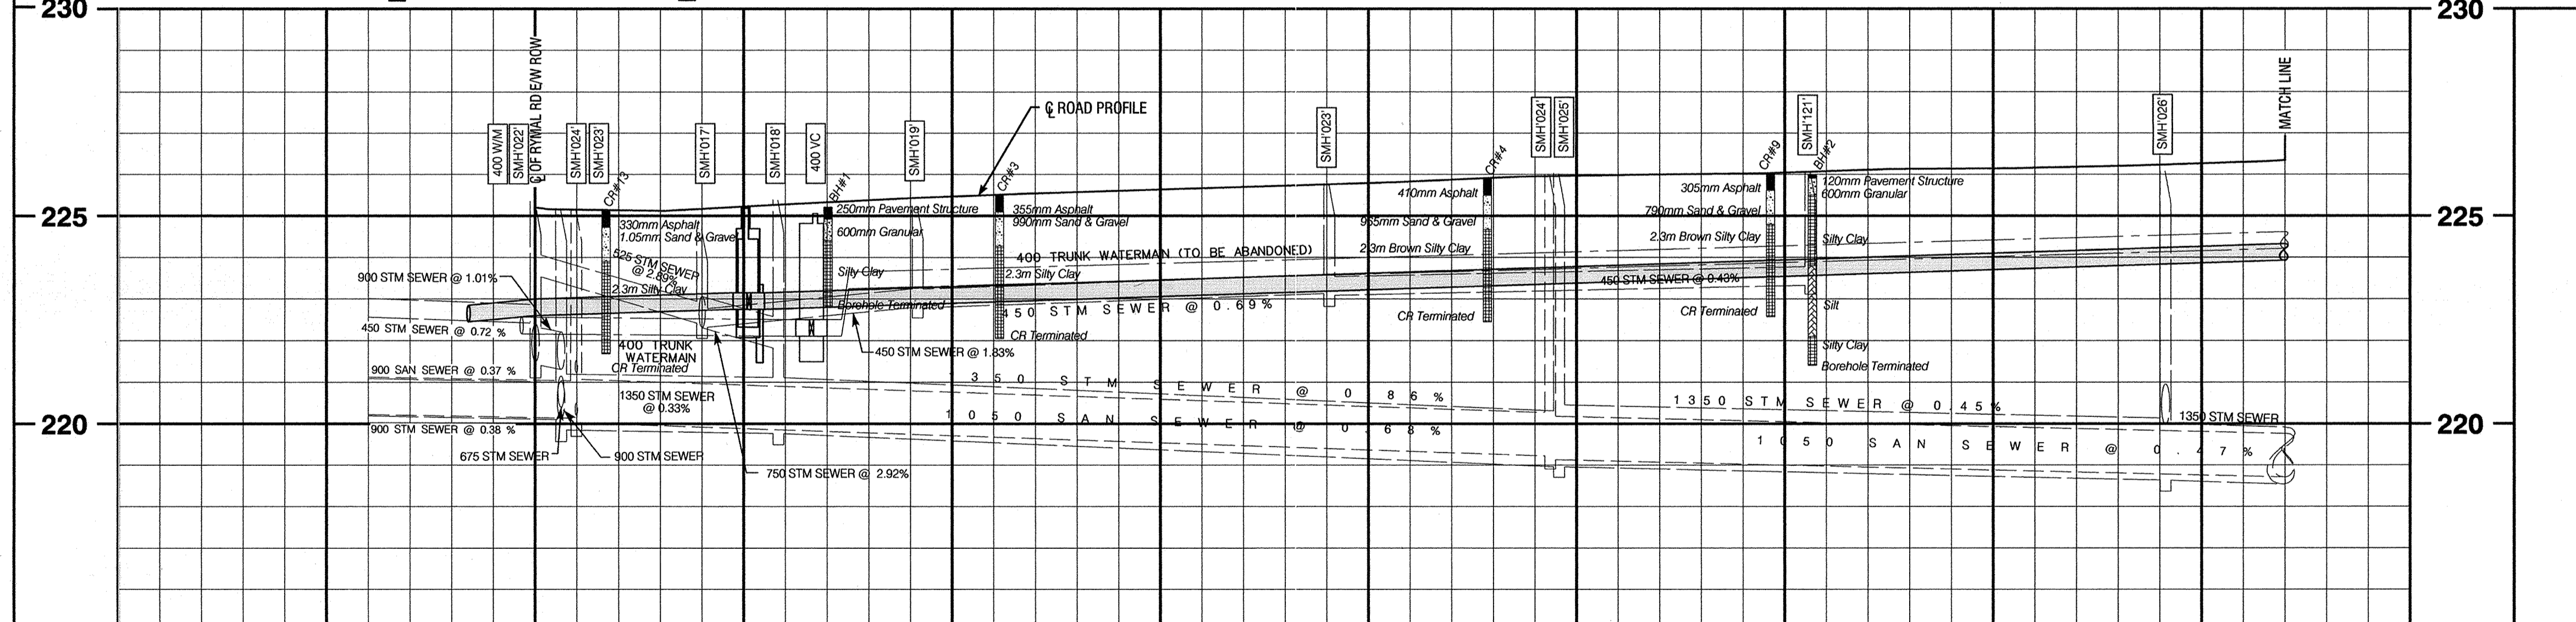 230
230
225
225
220
220
400 W/M
SMH'022'
℄ OF RYMAL RD E/W ROW
SMH'024'
SMH'023'
CR#13
SMH'017'
SMH'018'
400 VC
BH#1
SMH'019'
℄ ROAD PROFILE
CR#3
SMH'023'
CR#4
SMH'024'
SMH'025'
CR#9
SMH'121'
BH#2
SMH'026'
MATCH LINE
330mm Asphalt
1.05mm Sand & Gravel
525 STM SEWER
@ 2.89%
2.3m Silty Clay
900 STM SEWER @ 1.01%
450 STM SEWER @ 0.72 %
400 TRUNK
WATERMAIN
CR Terminated
900 SAN SEWER @ 0.37 %
1350 STM SEWER
@ 0.33%
900 STM SEWER @ 0.38 %
675 STM SEWER
900 STM SEWER
750 STM SEWER @ 2.92%
250mm Pavement Structure
600mm Granular
Silty Clay
Borehole Terminated
450 STM SEWER @ 1.83%
355mm Asphalt
990mm Sand & Gravel
400 TRUNK WATERMAN (TO BE ABANDONED)
2.3m Silty Clay
450 STM SEWER @ 0.69%
CR Terminated
1350 STM SEWER @ 0 86%
1050 SAN SEWER @ 0.68%
410mm Asphalt
965mm Sand & Gravel
2.3m Brown Silty Clay
CR Terminated
305mm Asphalt
790mm Sand & Gravel
2.3m Brown Silty Clay
450 STM SEWER @ 0.43%
CR Terminated
120mm Pavement Structure
600mm Granular
Silty Clay
Silt
Silty Clay
Borehole Terminated
1350 STM SEWER @ 0.45%
1050 SAN SEWER @ 0.47%
1350 STM SEWER